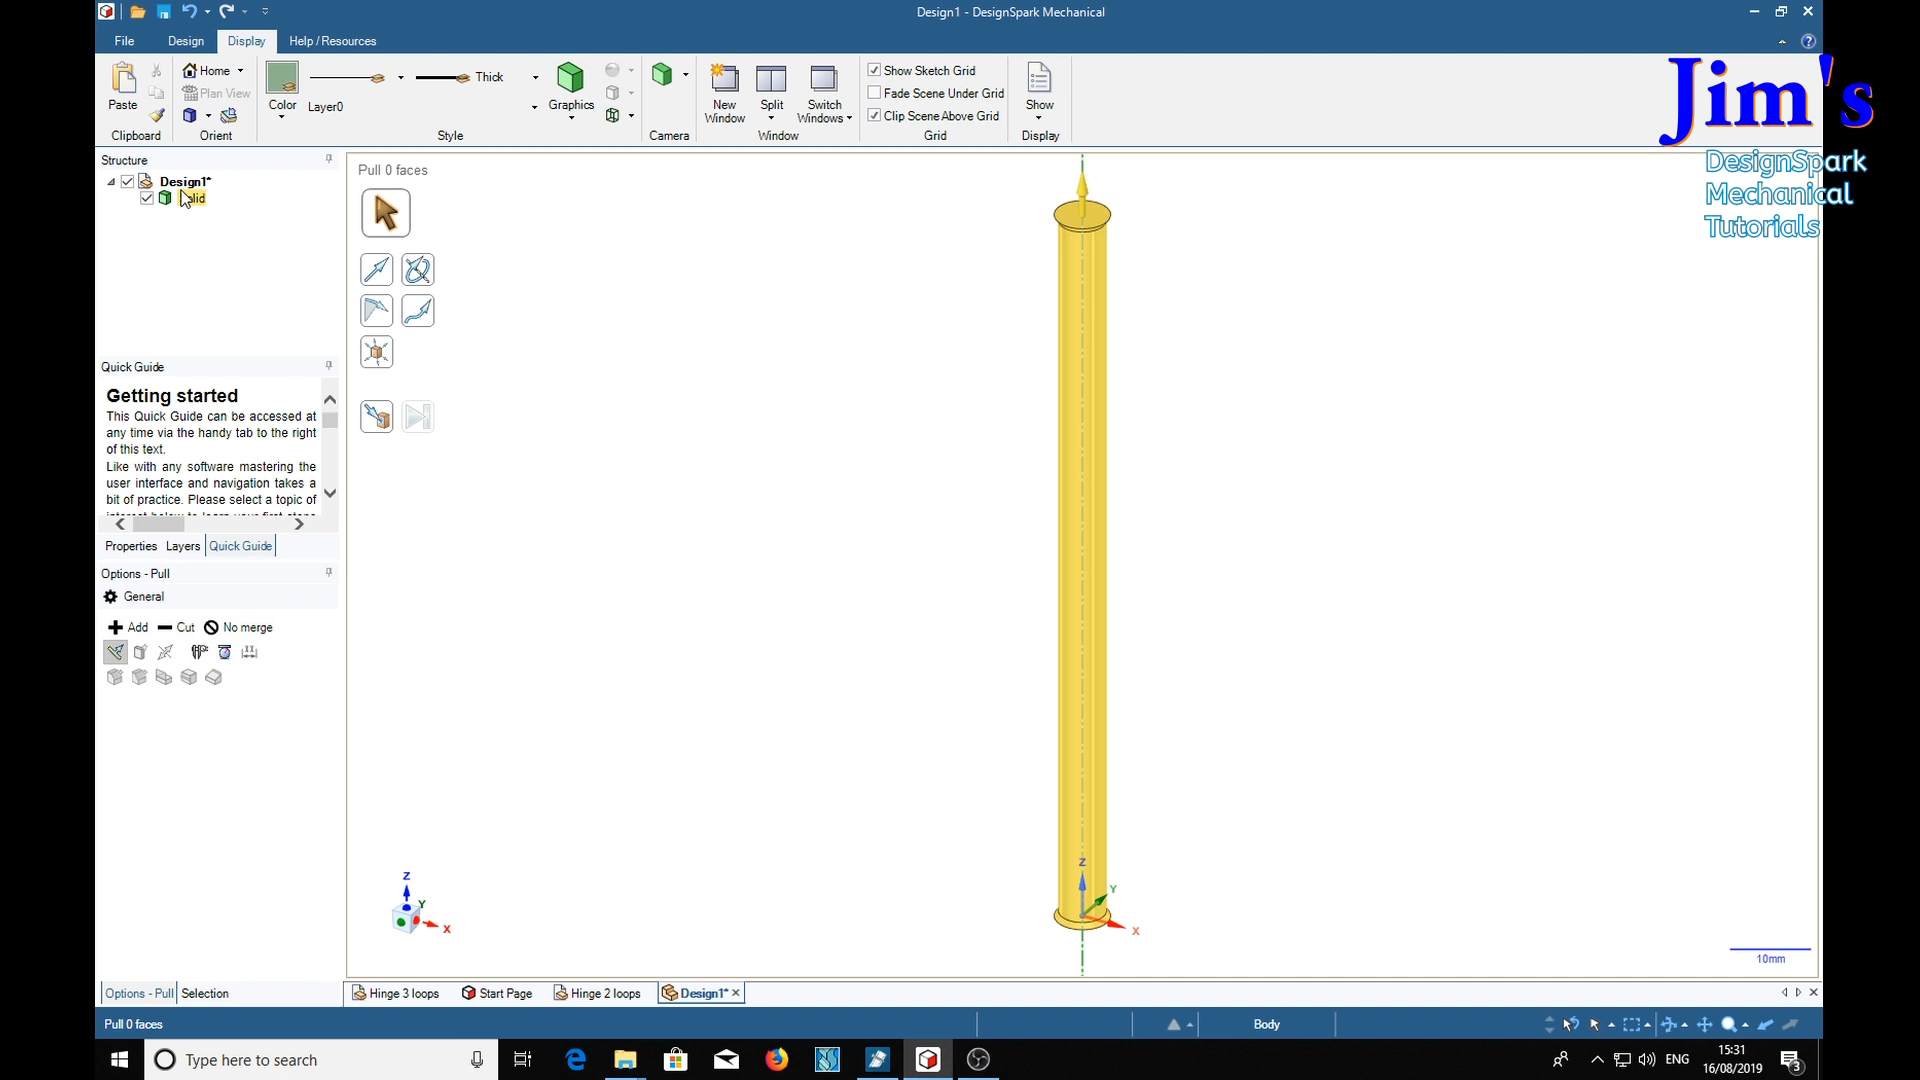 Design1 - DesignSpark Mechanical
File Design Display Help / Resources
Jim's
DesignSpark
Mechanical
Tutorials
Paste
Clipboard
Home
Plan View
Orient
Color
Layer0
Thick
Style
Graphics
Camera
New Window
Split
Switch Windows
Window
Show Sketch Grid
Fade Scene Under Grid
Clip Scene Above Grid
Grid
Show
Display
Structure
Design1*
Pull 0 faces
Quick Guide
Getting started
This Quick Guide can be accessed at
any time via the handy tab to the right
of this text.
Like with any software mastering the
user interface and navigation takes a
bit of practice. Please select a topic of
Properties Layers Quick Guide
Options - Pull
General
Add Cut No merge
Z
Y
X
Z
Y
X
10mm
Options - Pull Selection
Hinge 3 loops Start Page Hinge 2 loops Design1*
Pull 0 faces
Body
Type here to search
ENG
15:31
16/08/2019
3